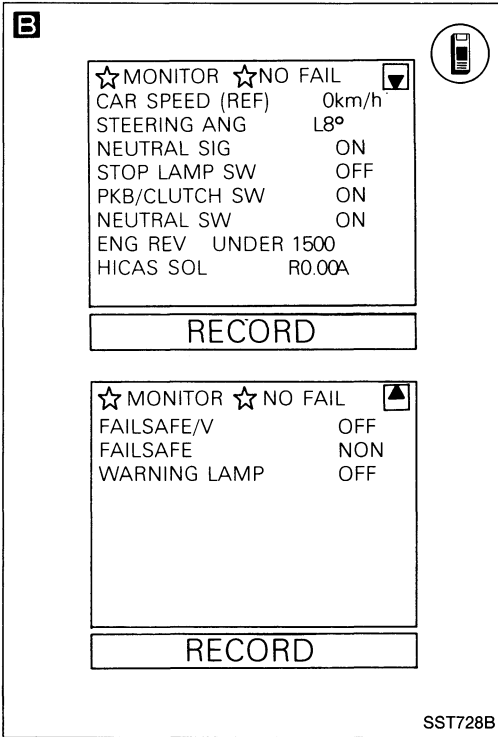 B
☆MONITOR ☆NO FAIL ▼
CAR SPEED (REF) 0km/h
STEERING ANG L8°
NEUTRAL SIG ON
STOP LAMP SW OFF
PKB/CLUTCH SW ON
NEUTRAL SW ON
ENG REV UNDER 1500
HICAS SOL R0.00A
RECORD
☆ MONITOR ☆ NO FAIL ▲
FAILSAFE/V OFF
FAILSAFE NON
WARNING LAMP OFF
RECORD
SST728B